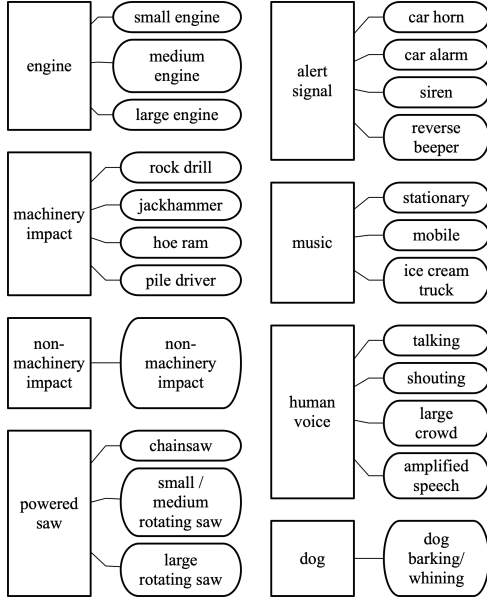 engine
small engine
medium
engine
large engine
machinery
impact
rock drill
jackhammer
hoe ram
pile driver
non-
machinery
impact
non-
machinery
impact
powered
saw
chainsaw
small /
medium
rotating saw
large
rotating saw
alert
signal
car horn
car alarm
siren
reverse
beeper
music
stationary
mobile
ice cream
truck
human
voice
talking
shouting
large
crowd
amplified
speech
dog
dog
barking/
whining